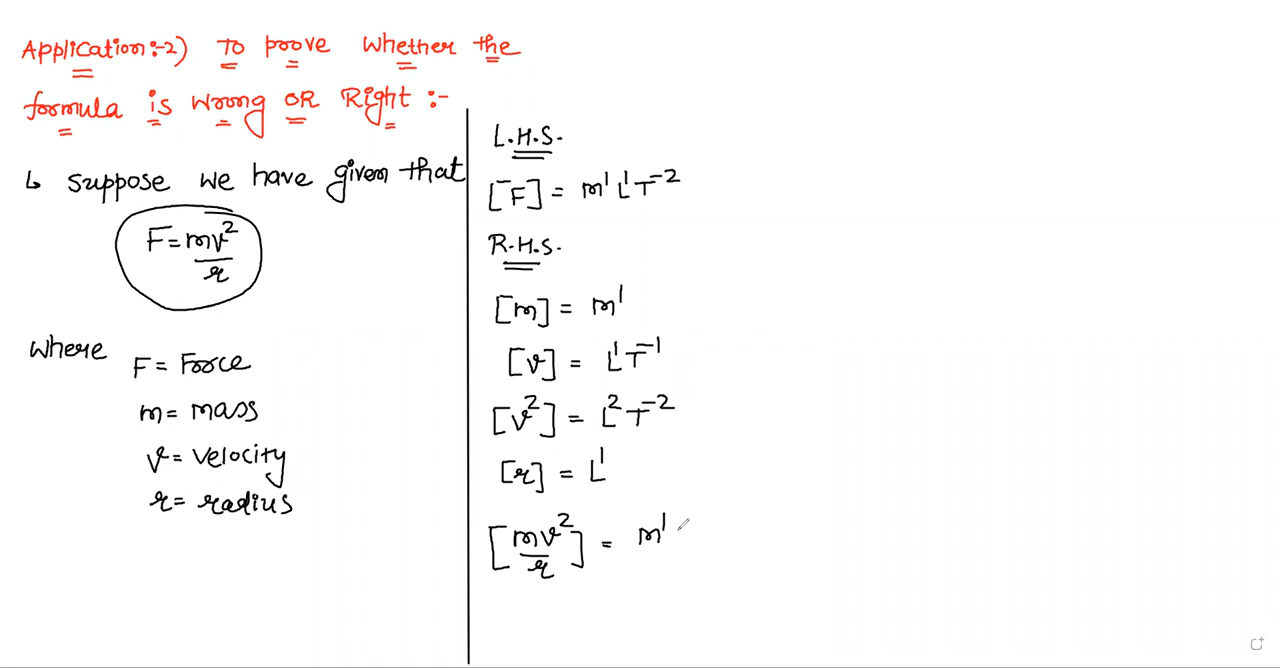 Application:-2) To prove whether the
formula is wrong OR Right :-
↳ suppose we have given that
F = mv²/r
where
F = Force
m = mass
v = velocity
r = radius
L.H.S.
[F] = M¹L¹T⁻²
R.H.S.
[m] = M¹
[v] = L¹T⁻¹
[v²] = L²T⁻²
[r] = L¹
[mv²/r] = M¹